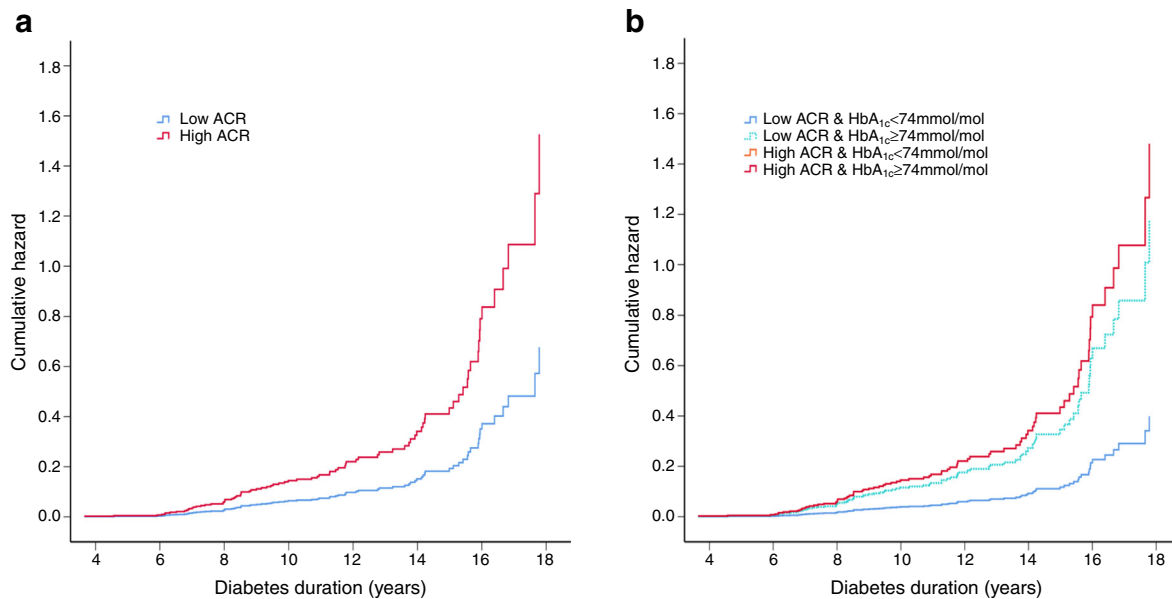 a
Cumulative hazard
1.8
1.6
1.4
1.2
1.0
0.8
0.6
0.4
0.2
0.0
Low ACR
High ACR
4 6 8 10 12 14 16 18
Diabetes duration (years)
b
Cumulative hazard
1.8
1.6
1.4
1.2
1.0
0.8
0.6
0.4
0.2
0.0
Low ACR & HbA1c<74mmol/mol
Low ACR & HbA1c≥74mmol/mol
High ACR & HbA1c<74mmol/mol
High ACR & HbA1c≥74mmol/mol
4 6 8 10 12 14 16 18
Diabetes duration (years)